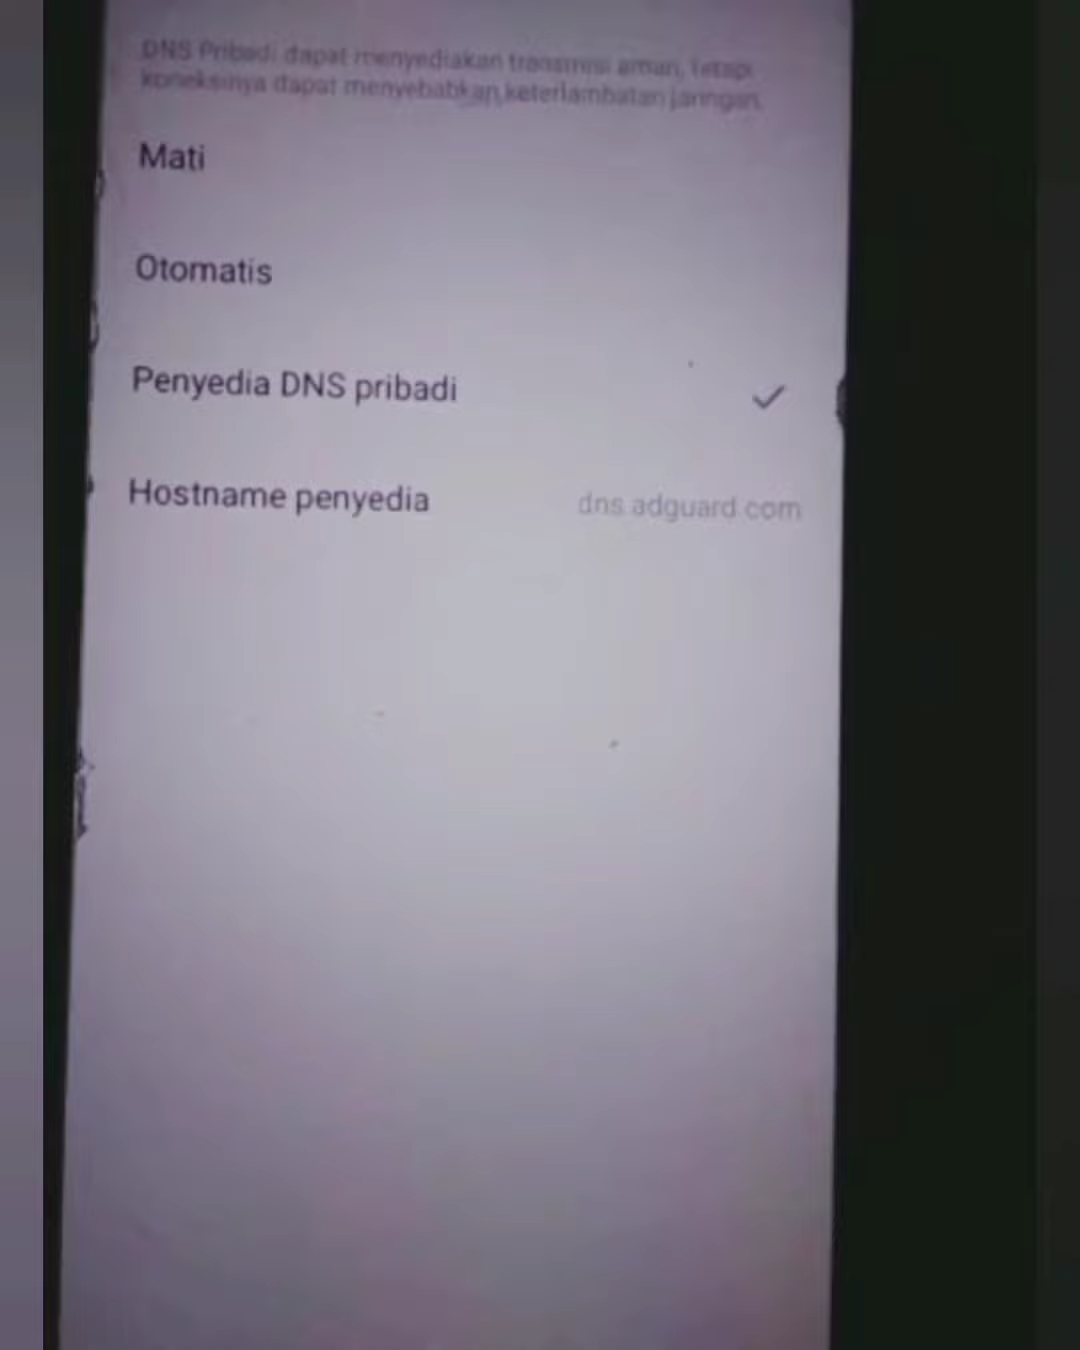 DNS Pribadi dapat menyediakan transmisi aman, tetapi
koneksinya dapat menyebabkan keterlambatan jaringan.
Mati
Otomatis
Penyedia DNS pribadi
Hostname penyedia dns.adguard.com